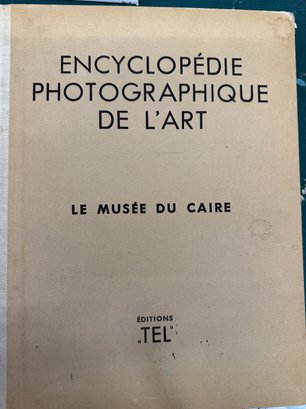 ENCYCLOPÉDIE
PHOTOGRAPHIQUE
DE L'ART
LE MUSÉE DU CAIRE
ÉDITIONS
„TEL"